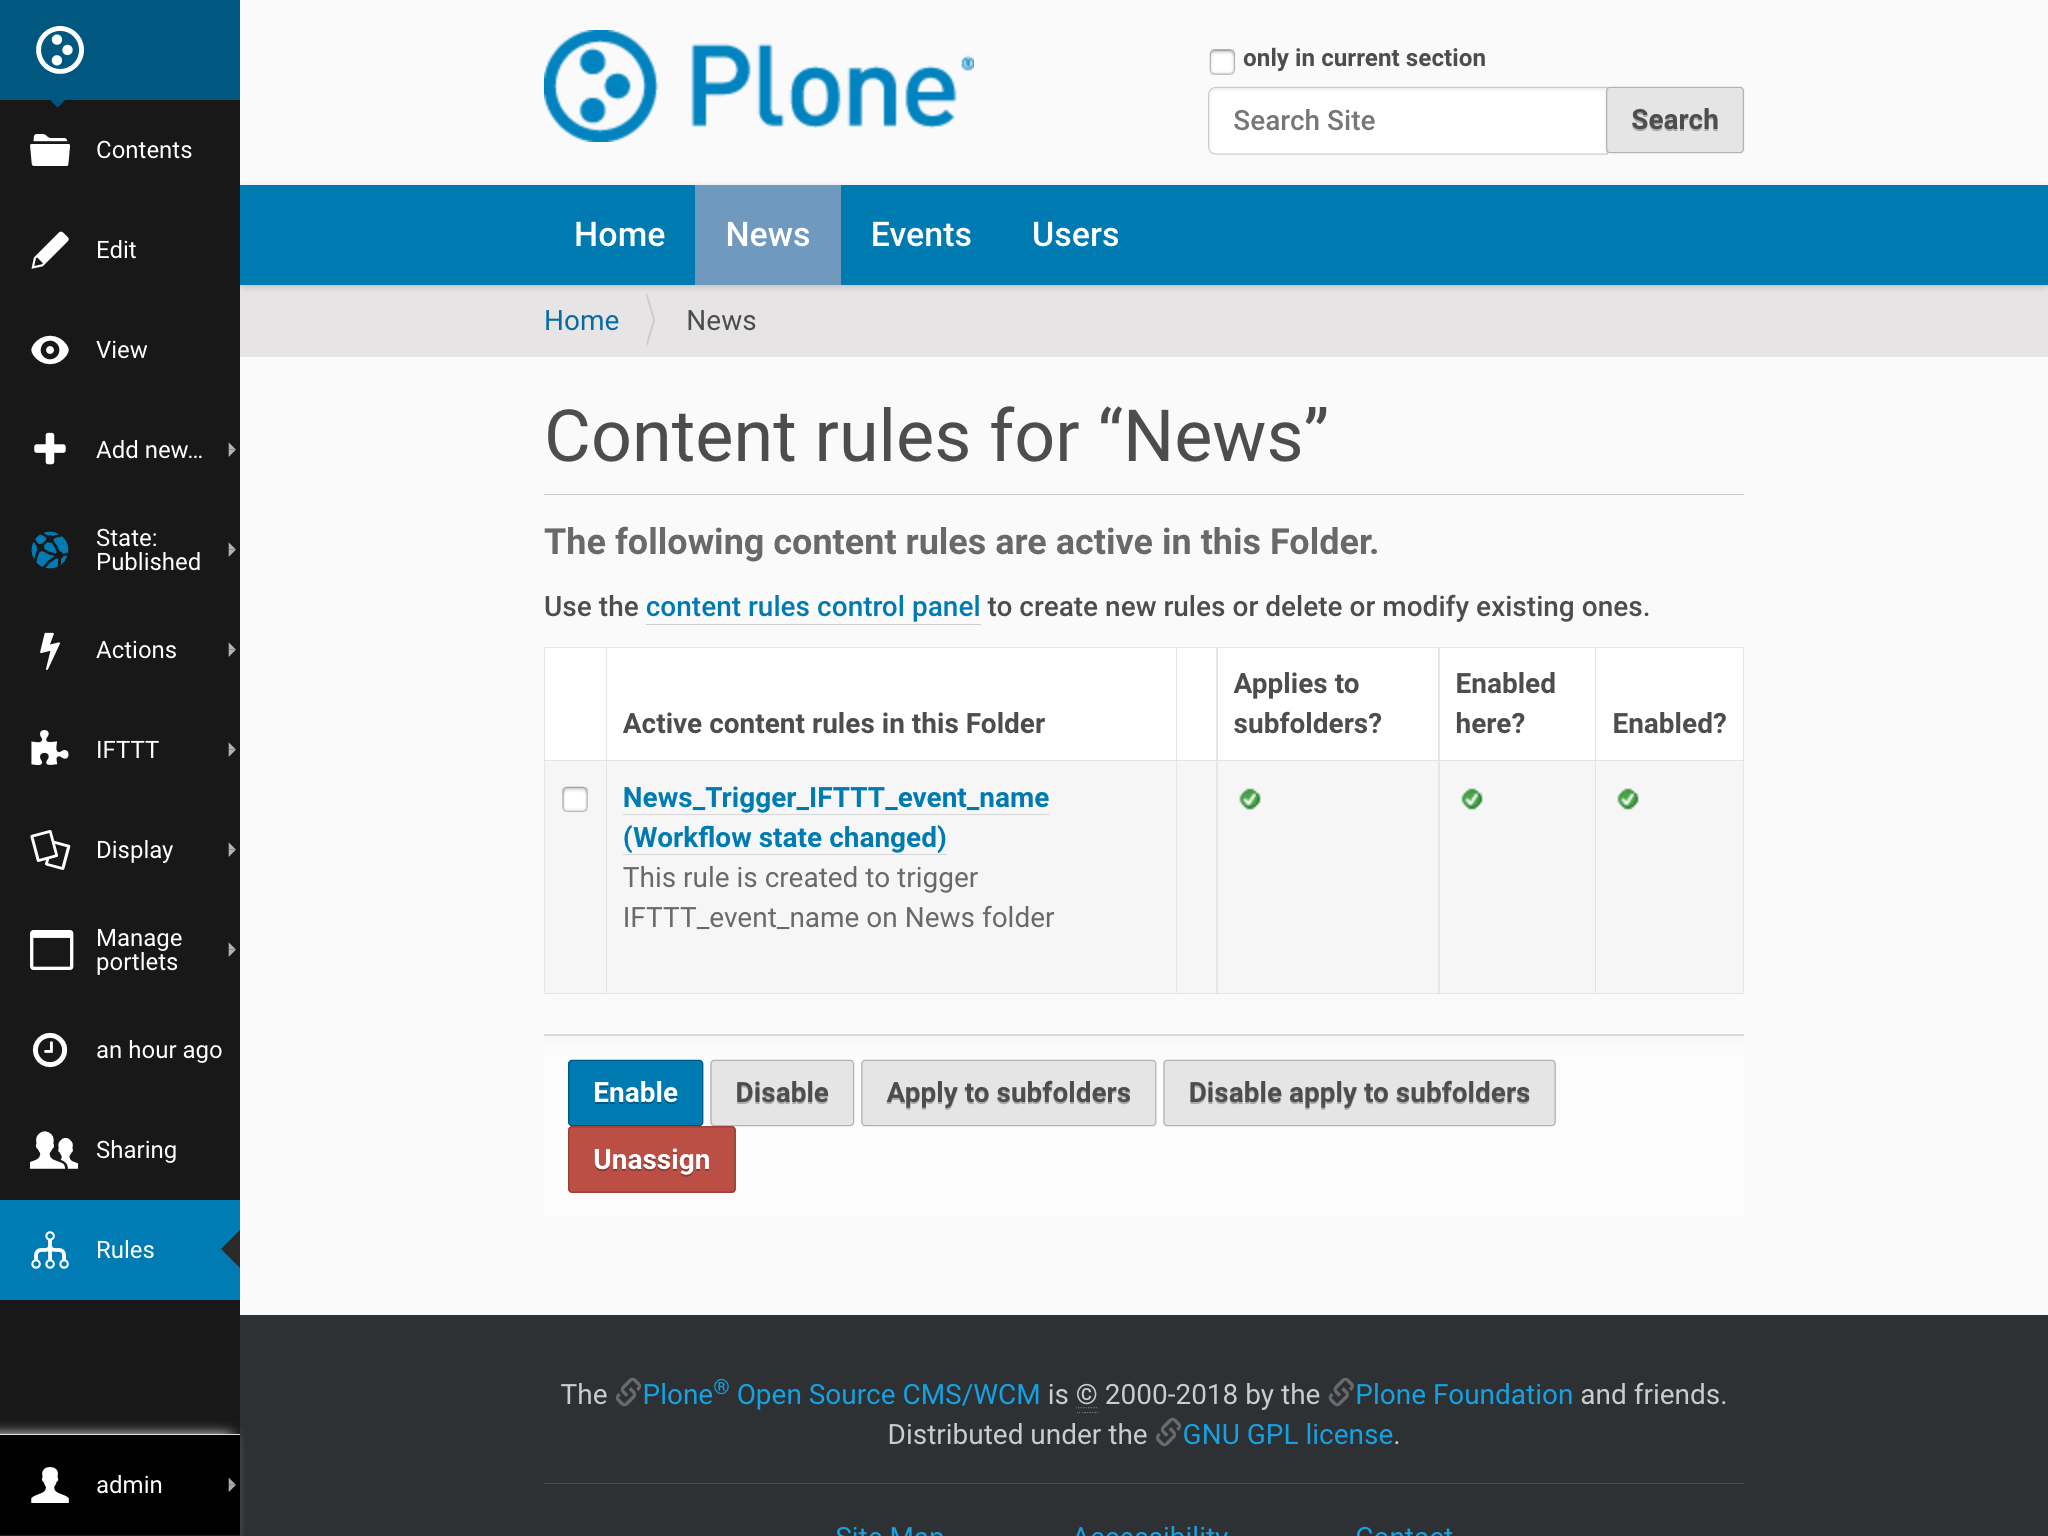 Contents
Edit
View
Add new...
State:
Published
Actions
IFTTT
Display
Manage
portlets
an hour ago
Sharing
Rules
admin
Plone®
only in current section
Search Site
Search
Home
News
Events
Users
Home
News
Content rules for “News”
The following content rules are active in this Folder.
Use the content rules control panel to create new rules or delete or modify existing ones.
Active content rules in this Folder
Applies to
subfolders?
Enabled
here?
Enabled?
News_Trigger_IFTTT_event_name
(Workflow state changed)
This rule is created to trigger
IFTTT_event_name on News folder
Enable
Disable
Apply to subfolders
Disable apply to subfolders
Unassign
The Plone® Open Source CMS/WCM is © 2000-2018 by the Plone Foundation and friends.
Distributed under the GNU GPL license.
Site Map
Accessibility
Contact